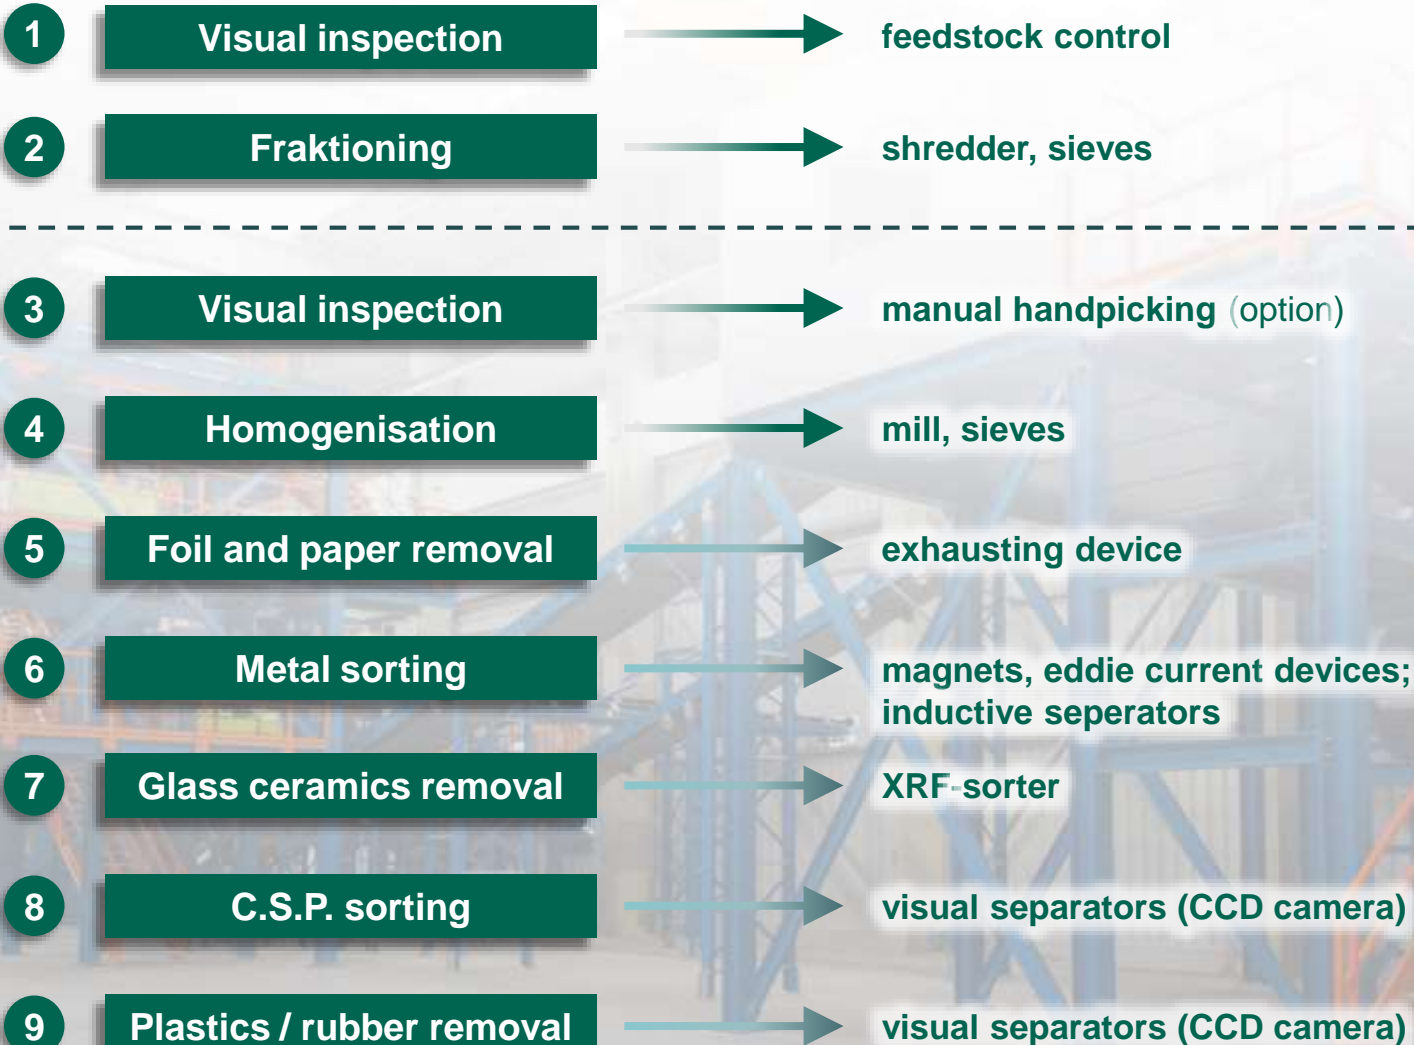 1 Visual inspection feedstock control
2 Fraktioning shredder, sieves
3 Visual inspection manual handpicking (option)
4 Homogenisation mill, sieves
5 Foil and paper removal exhausting device
6 Metal sorting magnets, eddie current devices;
inductive seperators
7 Glass ceramics removal XRF-sorter
8 C.S.P. sorting visual separators (CCD camera)
9 Plastics / rubber removal visual separators (CCD camera)